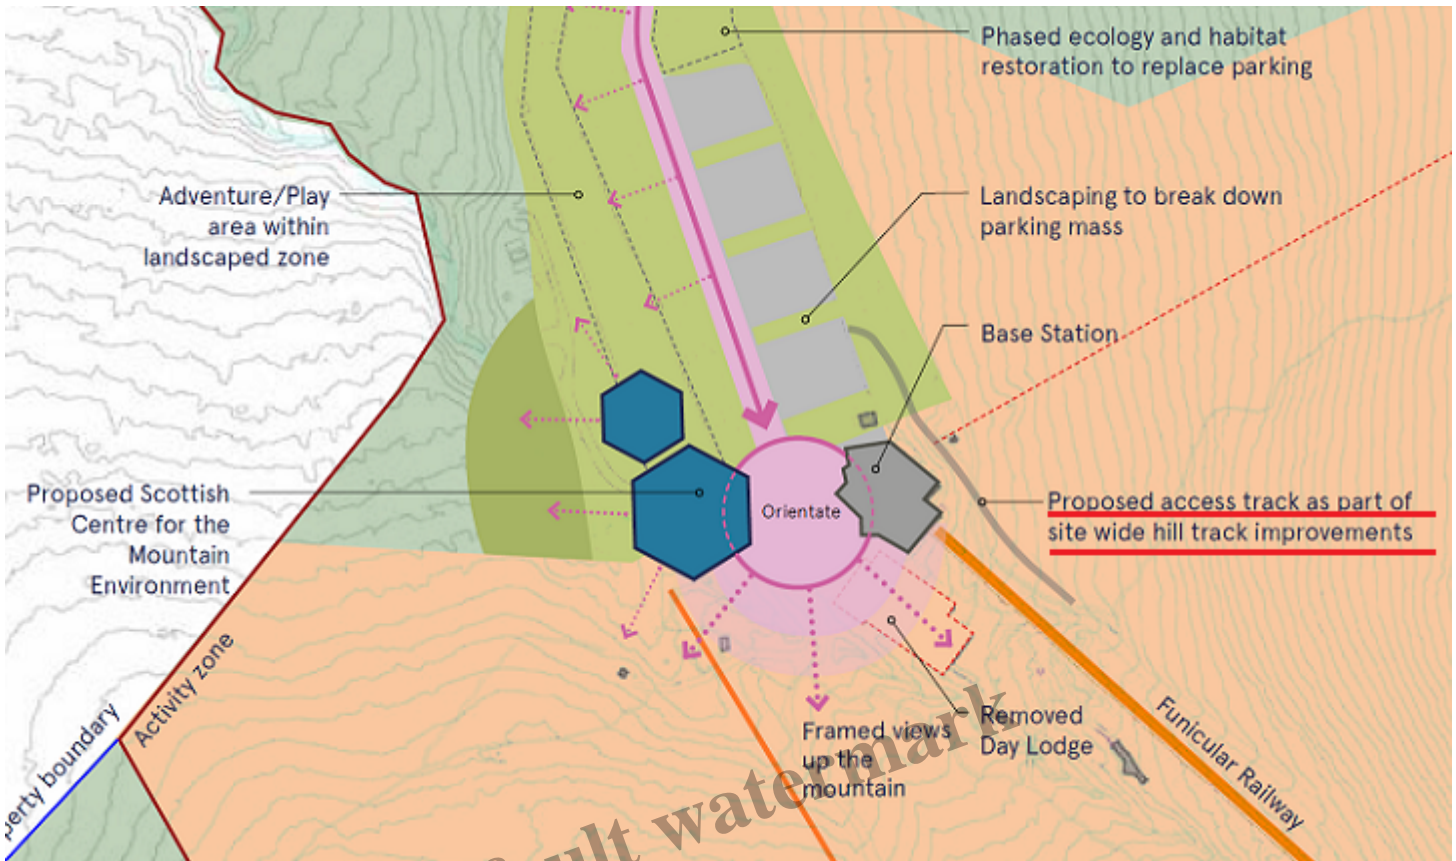 Phased ecology and habitat
restoration to replace parking
Adventure/Play
area within
landscaped zone
Landscaping to break down
parking mass
Base Station
Proposed Scottish
Centre for the
Mountain
Environment
Orientate
Proposed access track as part of
site wide hill track improvements
Activity zone
boundary
Framed views
up the
mountain
Removed
Day Lodge
Funicular Railway
watermark